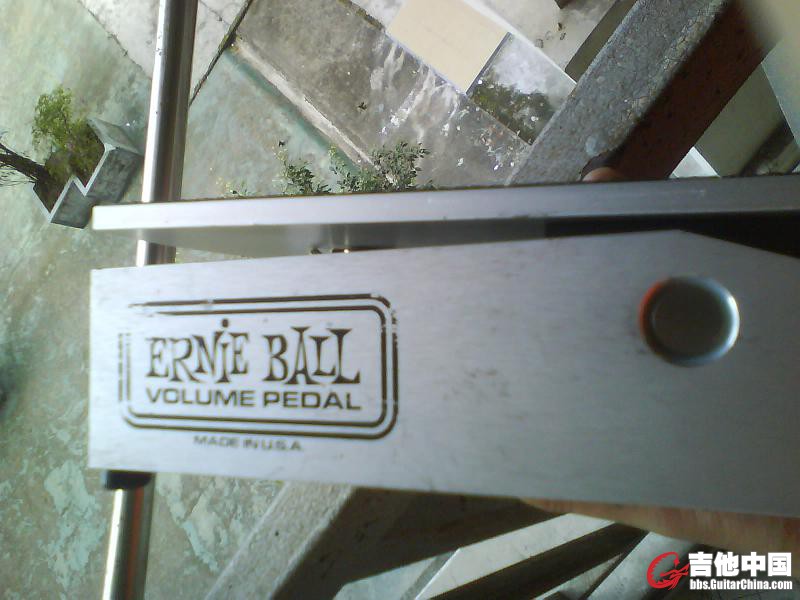 ERNiE BALL
VOLUME PEDAL
MADE IN U.S.A.
吉他中国
bbs.GuitarChina.com